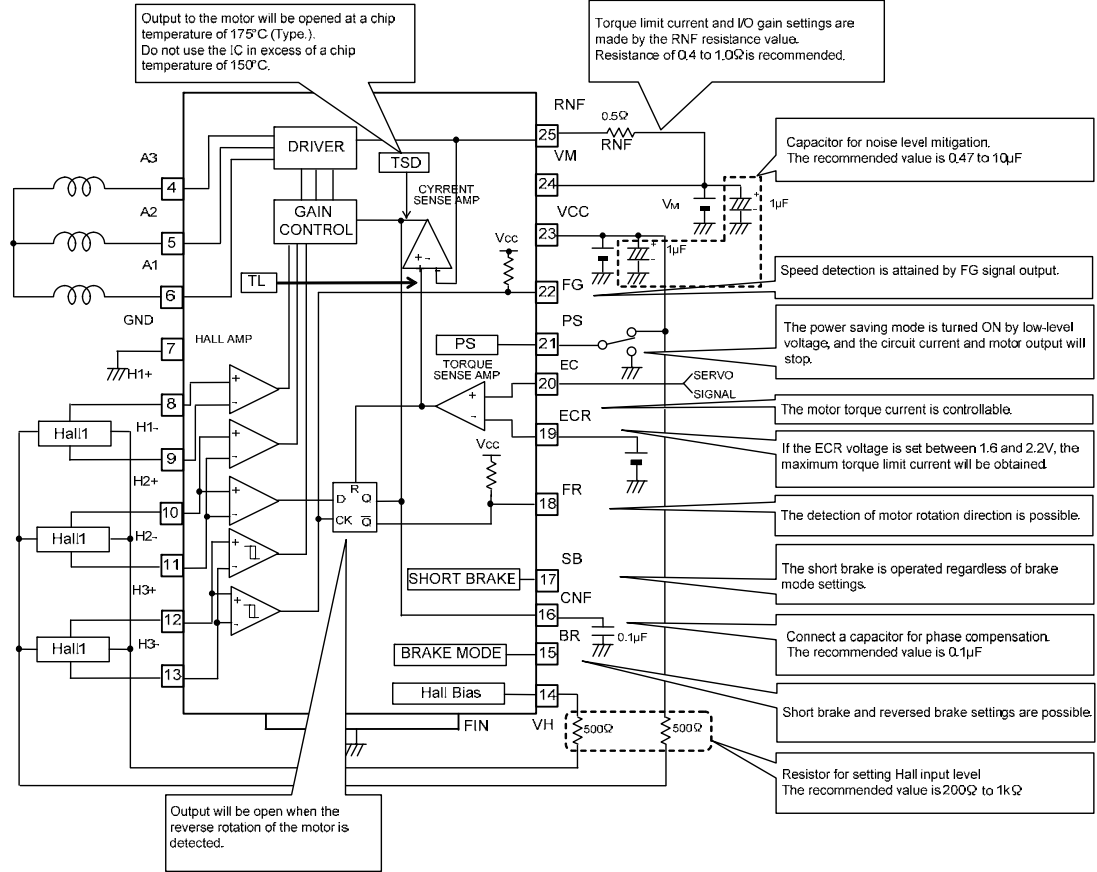 Output to the motor will be opened at a chip
temperature of 175°C (Type.).
Do not use the IC in excess of a chip
temperature of 150°C.
Torque limit current and I/O gain settings are
made by the RNF resistance value.
Resistance of 0.4 to 1.0Ω is recommended.
RNF
25
0.5Ω
RNF
VM
DRIVER
TSD
CYRRENT
SENSE AMP
Capacitor for noise level mitigation.
The recommended value is 0.47 to 10μF
A3
4
24
VM
+
-
1μF
A2
GAIN
CONTROL
VCC
23
+
-
1μF
5
Vcc
+ -
A1
TL
Speed detection is attained by FG signal output.
6
22
FG
GND
PS
The power saving mode is turned ON by low-level
voltage, and the circuit current and motor output will
stop.
7
HALL AMP
PS
21
EC
H1+
TORQUE
SENSE AMP
20
SERVO
SIGNAL
8
+
-
+
-
ECR
The motor torque current is controllable.
Hall1
H1-
19
If the ECR voltage is set between 1.6 and 2.2V, the
maximum torque limit current will be obtained.
9
+
-
Vcc
H2+
R
D Q
CK Q
FR
10
+
-
18
The detection of motor rotation direction is possible.
Hall1
H2-
11
+
-
SB
The short brake is operated regardless of brake
mode settings.
SHORT BRAKE
17
H3+
CNF
12
+
-
16
0.1μF
Connect a capacitor for phase compensation.
The recommended value is 0.1μF
Hall1
H3-
BR
BRAKE MODE
15
13
Hall Bias
14
Short brake and reversed brake settings are possible.
FIN
VH
500Ω
500Ω
Resistor for setting Hall input level
The recommended value is 200Ω to 1kΩ
Output will be open when the
reverse rotation of the motor is
detected.